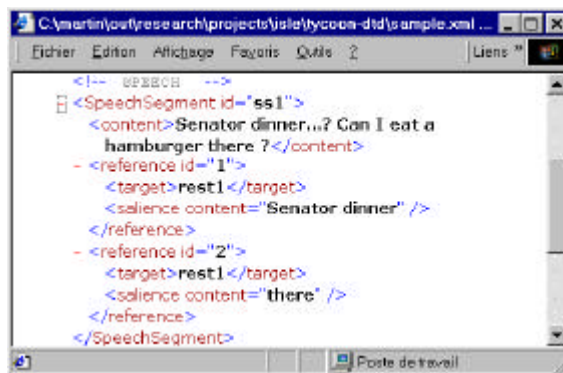 C:\martin\out\research\projects\isle\tycoon-dtd\sample.xml ...
Fichier Edition Affichage Favoris Outils ? Liens »
<!-- SPEECH -->
- <SpeechSegment id="ss1">
<content>Senator dinner...? Can I eat a
hamburger there ?</content>
- <reference id="1">
<target>rest1</target>
<salience content="Senator dinner" />
</reference>
- <reference id="2">
<target>rest1</target>
<salience content="there" />
</reference>
</SpeechSegment>
Poste de travail